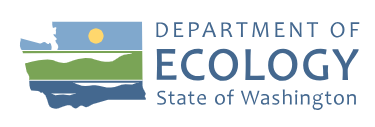 DEPARTMENT OF
ECOLOGY
State of Washington